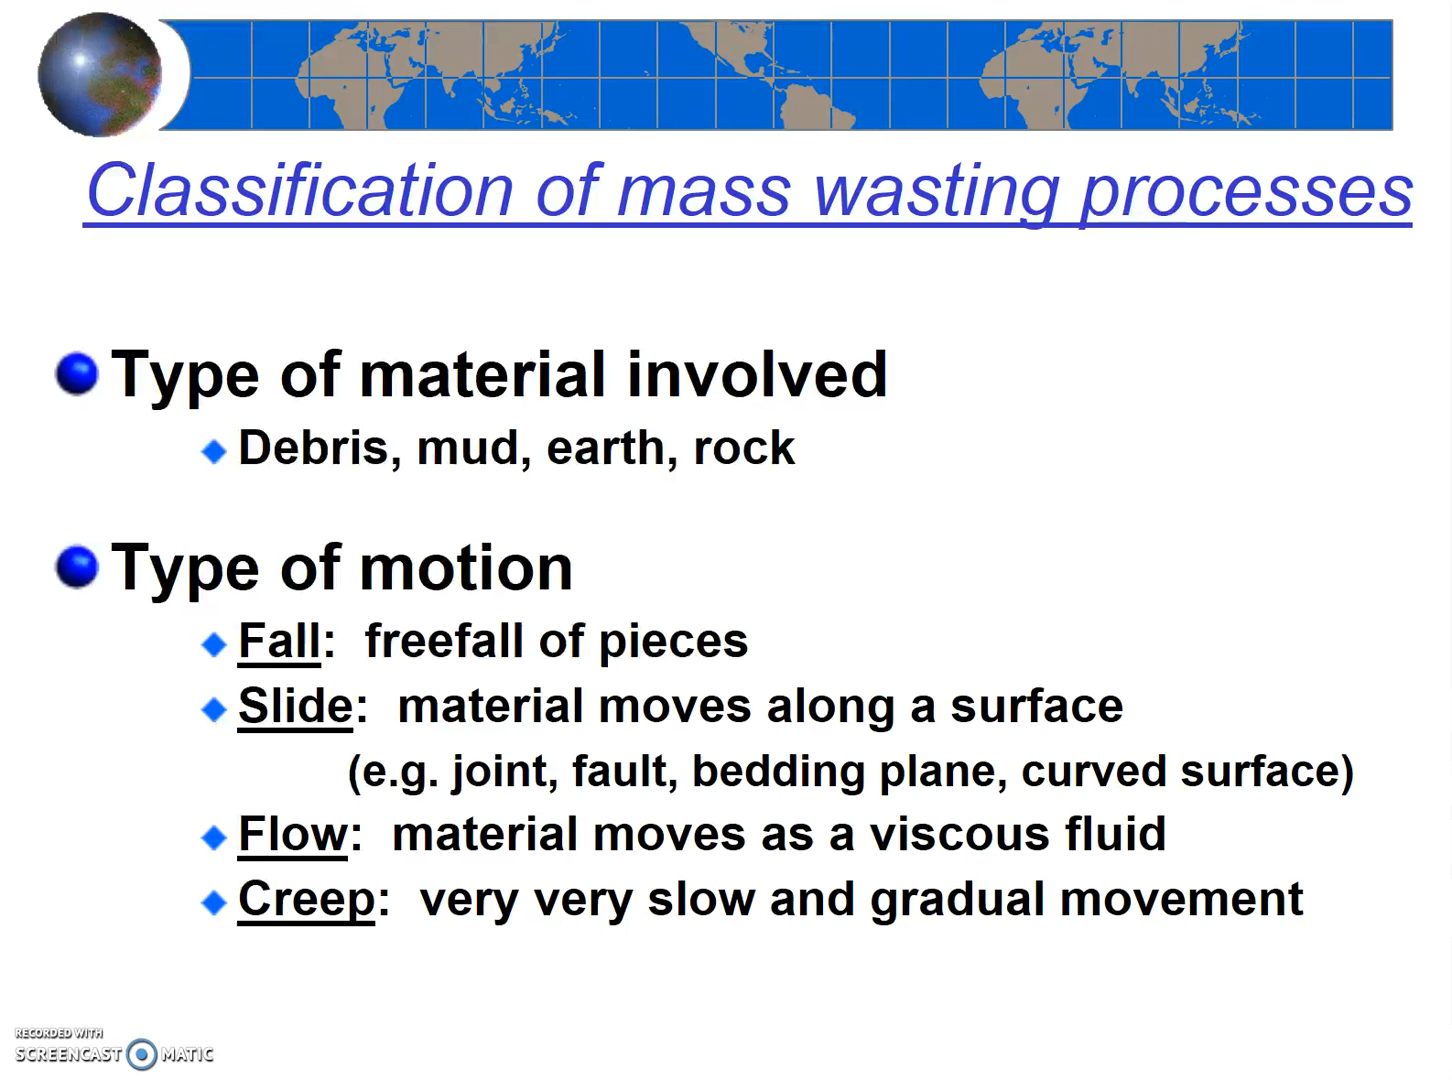 Classification of mass wasting processes
Type of material involved
Debris, mud, earth, rock
Type of motion
Fall: freefall of pieces
Slide: material moves along a surface
(e.g. joint, fault, bedding plane, curved surface)
Flow: material moves as a viscous fluid
Creep: very very slow and gradual movement
RECORDED WITH
SCREENCAST MATIC